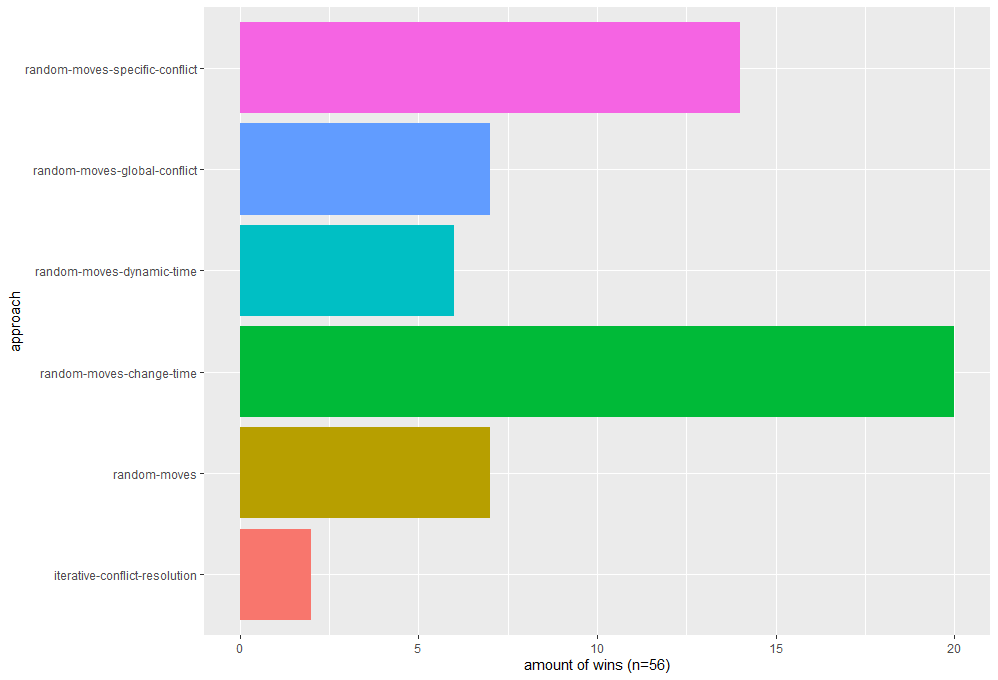 random-moves-specific-conflict
random-moves-global-conflict
random-moves-dynamic-time
random-moves-change-time
random-moves
iterative-conflict-resolution
approach
0 5 10 15 20
amount of wins (n=56)